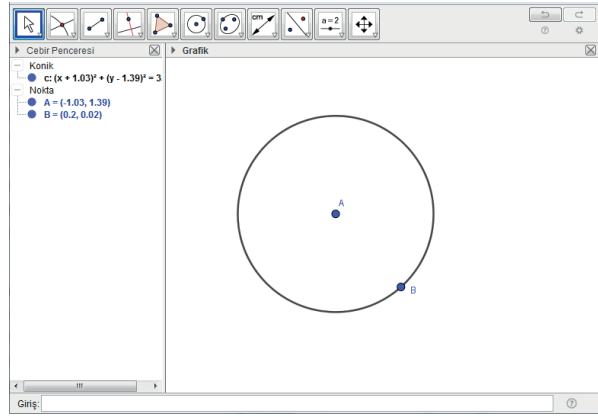 cm
a=2
Cebir Penceresi
Grafik
Konik
c: (x + 1.03)² + (y - 1.39)² = 3
Nokta
A = (-1.03, 1.39)
B = (0.2, 0.02)
A
B
Giriş: